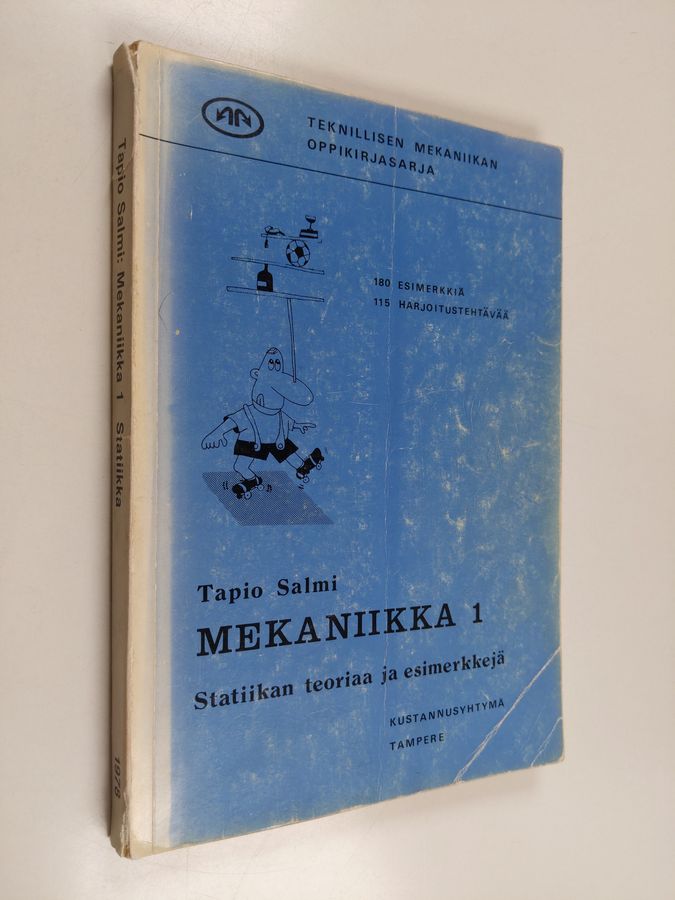 TEKNILLISEN MEKANIIKAN
OPPIKIRJASARJA
180 ESIMERKKIÄ
115 HARJOITUSTEHTÄVÄÄ
Tapio Salmi
MEKANIIKKA 1
Statiikan teoriaa ja esimerkkejä
KUSTANNUSYHTYMÄ
TAMPERE
Tapio Salmi: Mekaniikka 1 Statiikka
1978